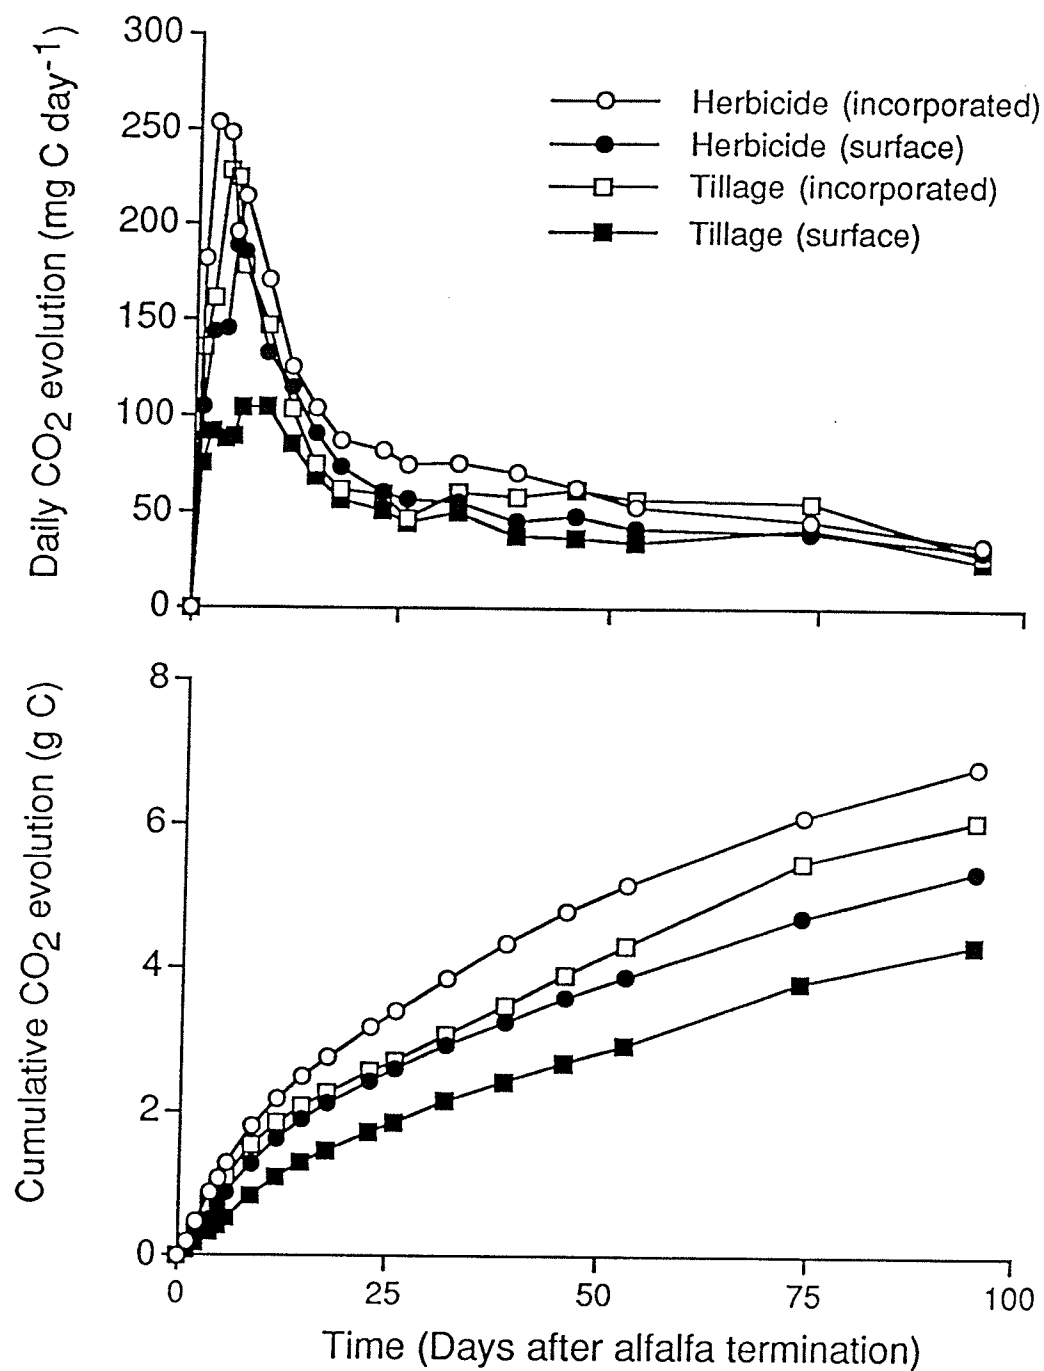 300
250
200
150
100
50
0
Daily CO2 evolution (mg C day-1)
Herbicide (incorporated)
Herbicide (surface)
Tillage (incorporated)
Tillage (surface)
8
6
4
2
0
Cumulative CO2 evolution (g C)
0 25 50 75 100
Time (Days after alfalfa termination)